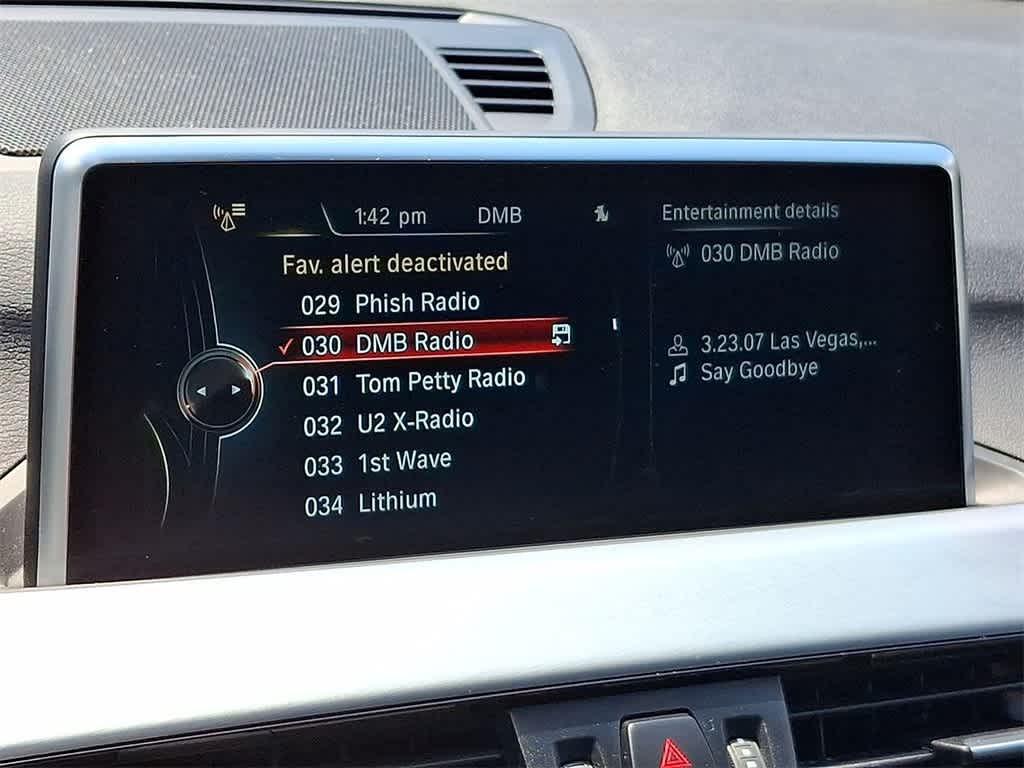 1:42 pm DMB
Fav. alert deactivated
029 Phish Radio
030 DMB Radio
031 Tom Petty Radio
032 U2 X-Radio
033 1st Wave
034 Lithium
Entertainment details
030 DMB Radio
3.23.07 Las Vegas,...
Say Goodbye